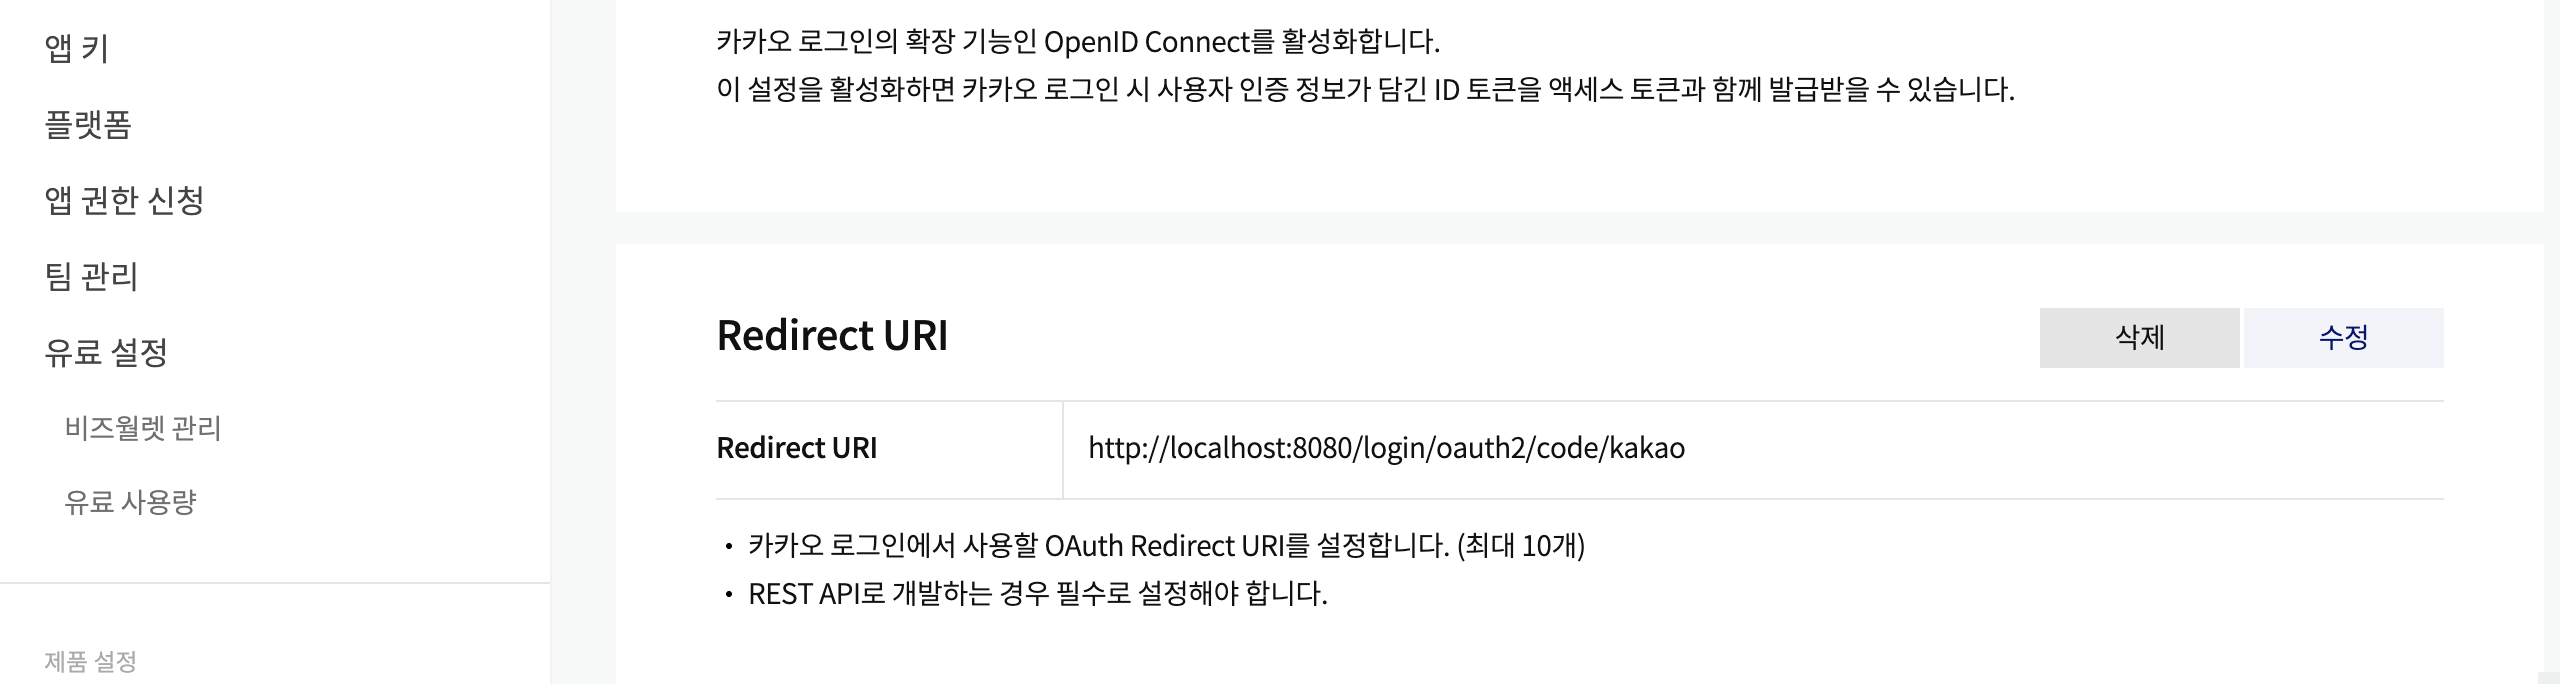 앱 키
플랫폼
앱 권한 신청
팀 관리
유료 설정
비즈월렛 관리
유료 사용량
제품 설정
카카오 로그인의 확장 기능인 OpenID Connect를 활성화합니다.
이 설정을 활성화하면 카카오 로그인 시 사용자 인증 정보가 담긴 ID 토큰을 액세스 토큰과 함께 발급받을 수 있습니다.
Redirect URI
삭제 수정
Redirect URI http://localhost:8080/login/oauth2/code/kakao
• 카카오 로그인에서 사용할 OAuth Redirect URI를 설정합니다. (최대 10개)
• REST API로 개발하는 경우 필수로 설정해야 합니다.